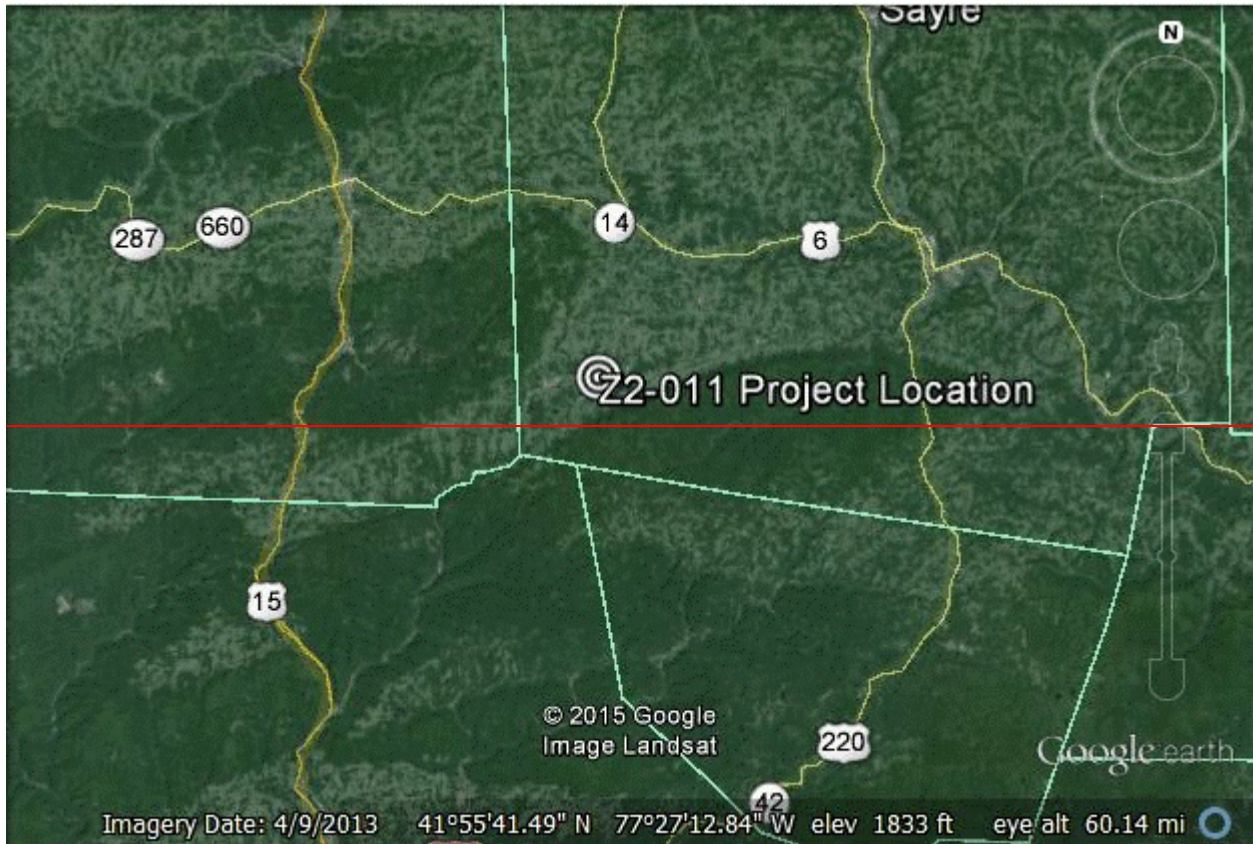 Sayre
N
287
660
14
6
Z2-011 Project Location
15
© 2015 Google
Image Landsat
220
Google earth
42
Imagery Date: 4/9/2013 41°55'41.49" N 77°27'12.84" W elev 1833 ft eye alt 60.14 mi